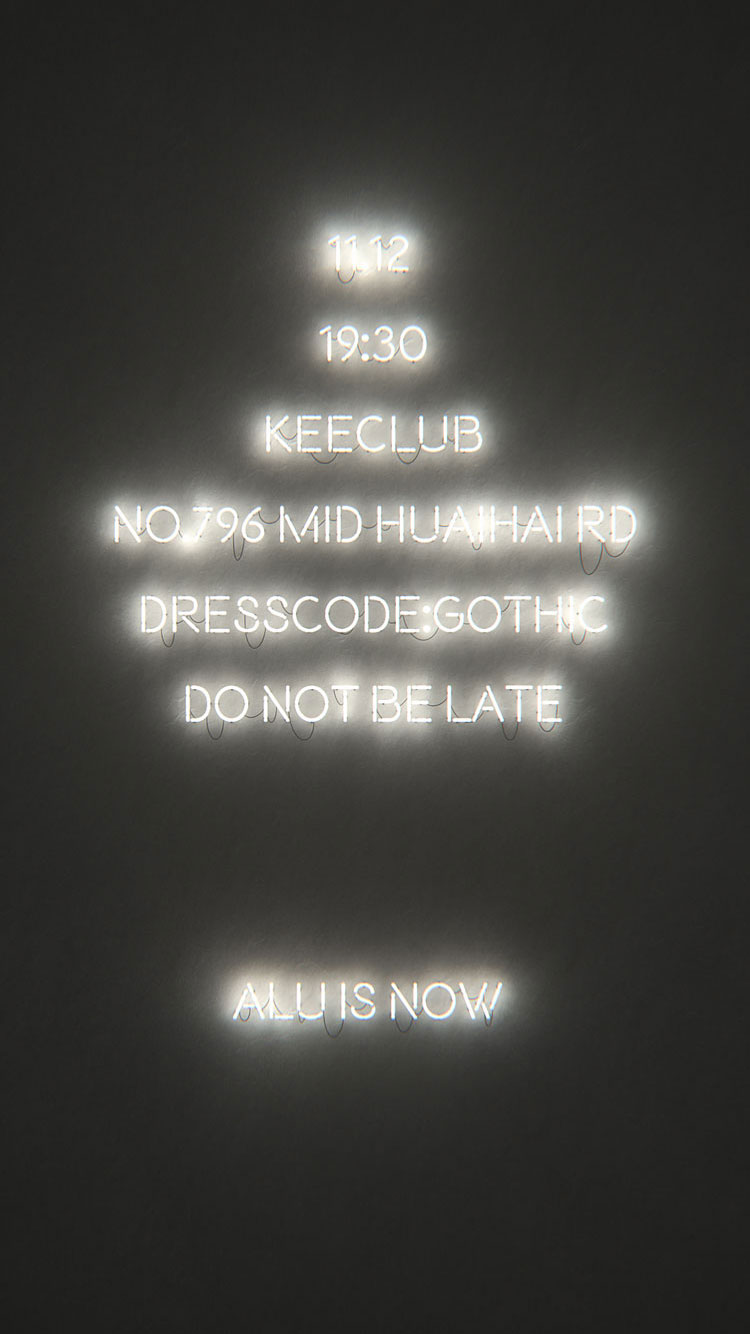 11.12
19:30
KEECLUB
NO.796 MID HUAIHAI RD
DRESSCODE:GOTHIC
DO NOT BE LATE
ALU IS NOW